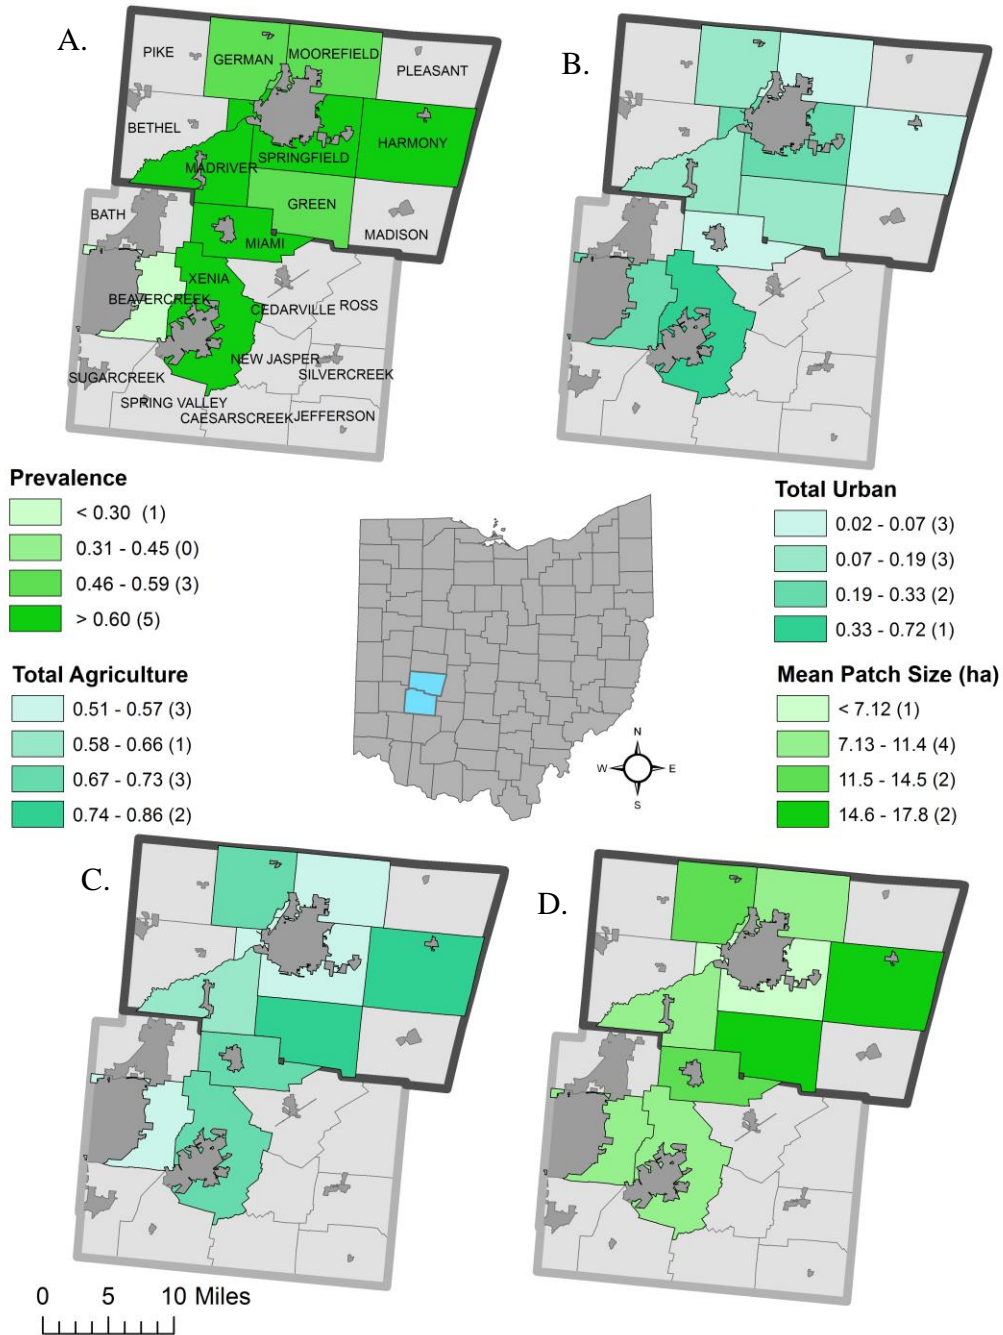 A.
PIKE
GERMAN
MOOREFIELD
PLEASANT
BETHEL
HARMONY
SPRINGFIELD
MADRIVER
GREEN
BATH
MADISON
MIAMI
XENIA
BEAVERCREEK
CEDARVILLE
ROSS
NEW JASPER
SILVERCREEK
SUGARCREEK
SPRING VALLEY
CAESARSCREEK
JEFFERSON
B.
Prevalence
< 0.30 (1)
0.31 - 0.45 (0)
0.46 - 0.59 (3)
> 0.60 (5)
Total Agriculture
0.51 - 0.57 (3)
0.58 - 0.66 (1)
0.67 - 0.73 (3)
0.74 - 0.86 (2)
N
W
E
S
Total Urban
0.02 - 0.07 (3)
0.07 - 0.19 (3)
0.19 - 0.33 (2)
0.33 - 0.72 (1)
Mean Patch Size (ha)
< 7.12 (1)
7.13 - 11.4 (4)
11.5 - 14.5 (2)
14.6 - 17.8 (2)
C.
D.
0 5 10 Miles